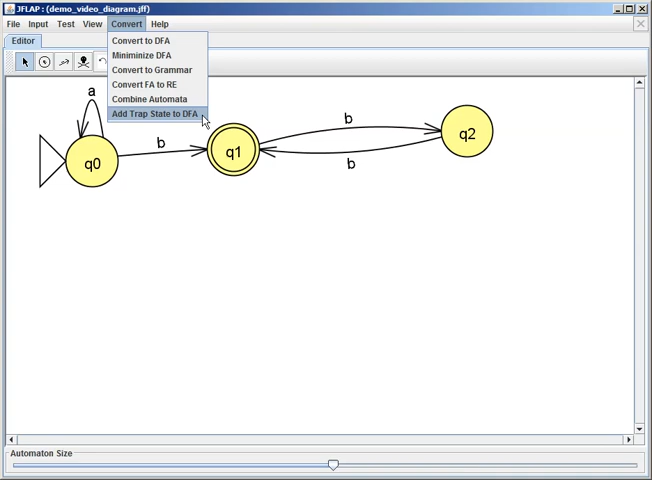 JFLAP : (demo_video_diagram.jff)
File Input Test View Convert Help
Editor
Convert to DFA
Miniminize DFA
Convert to Grammar
Convert FA to RE
Combine Automata
Add Trap State to DFA
a
b
b
b
q0
q1
q2
Automaton Size